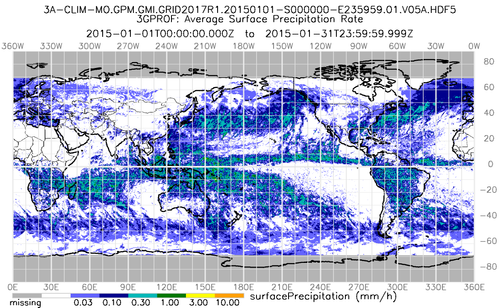 3A-CLIM-MO.GPM.GMI.GRID2017R1.20150101-S000000-E235959.01.V05A.HDF5
3GPROF: Average Surface Precipitation Rate
2015-01-01T00:00:00.000Z to 2015-01-31T23:59:59.999Z
360W 330W 300W 270W 240W 210W 180W 150W 120W 90W 60W 30W 0W
80
60
40
20
0
-20
-40
-60
-80
0E 30E 60E 90E 120E 150E 180E 210E 240E 270E 300E 330E 360E
missing 0.03 0.10 0.30 1.00 3.00 10.00 surfacePrecipitation (mm/h)